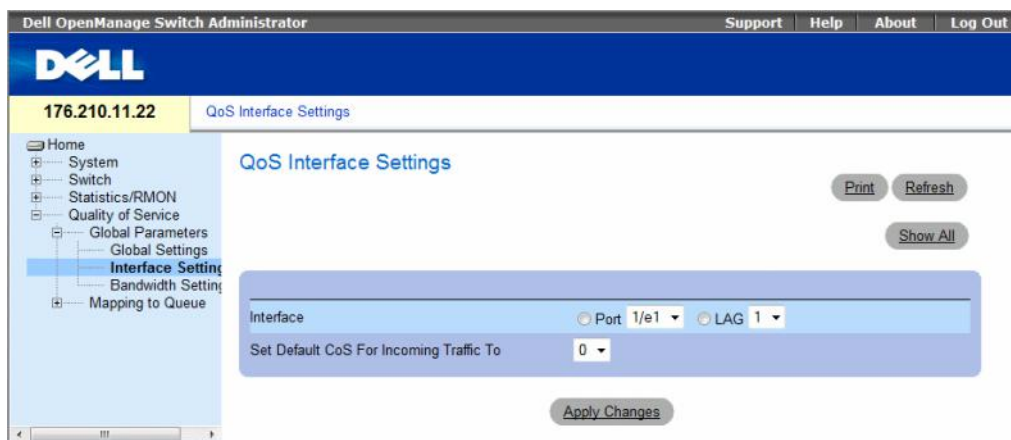 Dell OpenManage Switch Administrator
Support Help About Log Out
DELL
176.210.11.22
QoS Interface Settings
Home
System
Switch
Statistics/RMON
Quality of Service
Global Parameters
Global Settings
Interface Setting
Bandwidth Setting
Mapping to Queue
QoS Interface Settings
Print Refresh
Show All
Interface Port 1/e1 LAG 1
Set Default CoS For Incoming Traffic To 0
Apply Changes